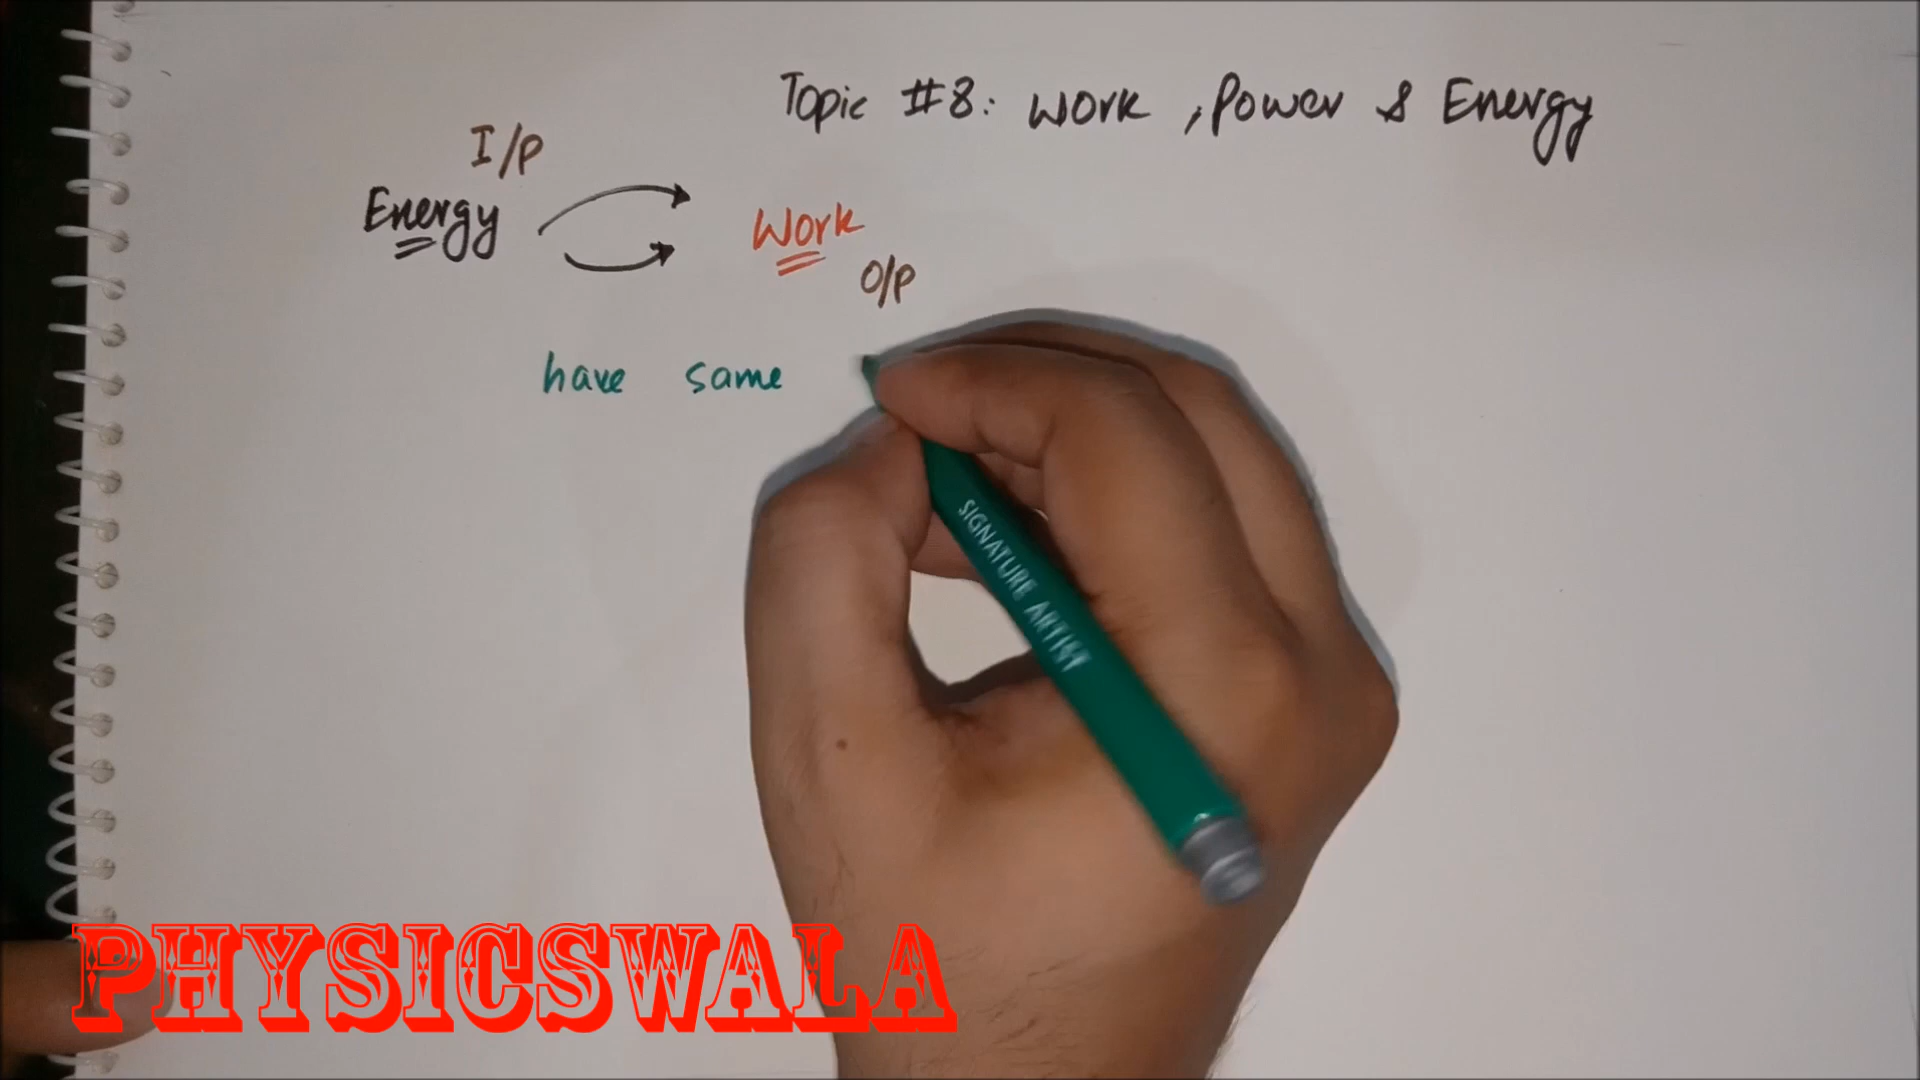 Topic #8: Work, Power & Energy
I/P
Energy
Work
O/P
have same
SIGNATURE ARTIST
PHYSICSWALA